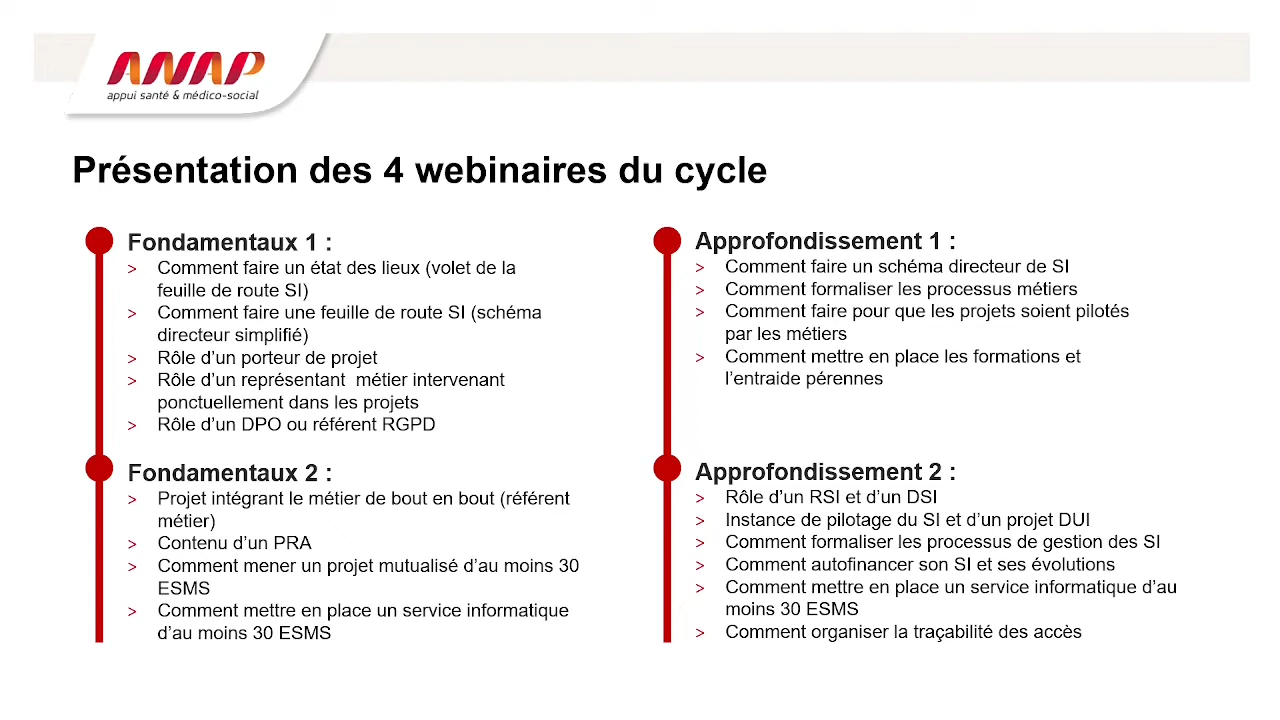 ANAP
appui santé & médico-social
Présentation des 4 webinaires du cycle
Fondamentaux 1 :
> Comment faire un état des lieux (volet de la
feuille de route SI)
> Comment faire une feuille de route SI (schéma
directeur simplifié)
> Rôle d’un porteur de projet
> Rôle d’un représentant métier intervenant
ponctuellement dans les projets
> Rôle d’un DPO ou référent RGPD
Fondamentaux 2 :
> Projet intégrant le métier de bout en bout (référent
métier)
> Contenu d’un PRA
> Comment mener un projet mutualisé d’au moins 30
ESMS
> Comment mettre en place un service informatique
d’au moins 30 ESMS
Approfondissement 1 :
> Comment faire un schéma directeur de SI
> Comment formaliser les processus métiers
> Comment faire pour que les projets soient pilotés
par les métiers
> Comment mettre en place les formations et
l’entraide pérennes
Approfondissement 2 :
> Rôle d’un RSI et d’un DSI
> Instance de pilotage du SI et d’un projet DUI
> Comment formaliser les processus de gestion des SI
> Comment autofinancer son SI et ses évolutions
> Comment mettre en place un service informatique d’au
moins 30 ESMS
> Comment organiser la traçabilité des accès